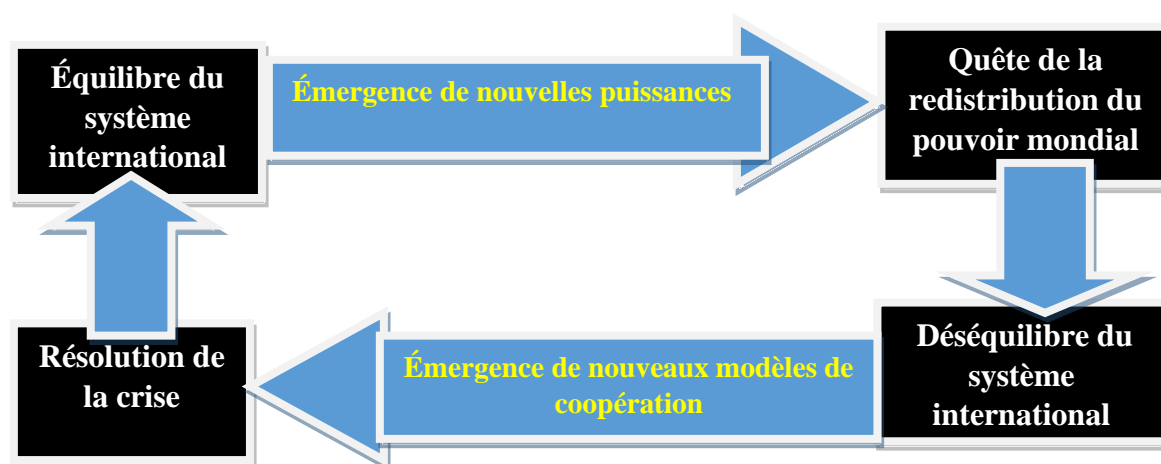 Équilibre du
système
international
Émergence de nouvelles puissances
Quête de la
redistribution du
pouvoir mondial
Déséquilibre du
système
international
Émergence de nouveaux modèles de
coopération
Résolution de
la crise